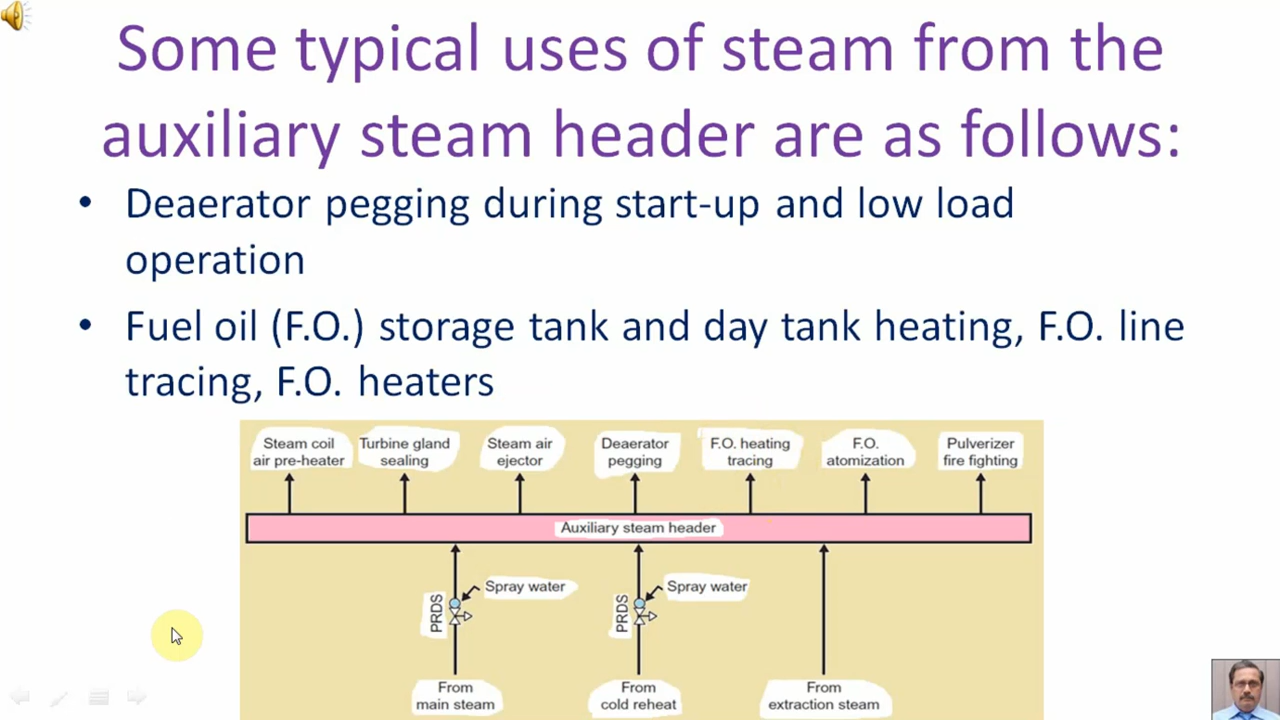 Some typical uses of steam from the
auxiliary steam header are as follows:
• Deaerator pegging during start-up and low load
operation
• Fuel oil (F.O.) storage tank and day tank heating, F.O. line
tracing, F.O. heaters
Steam coil
air pre-heater
Turbine gland
sealing
Steam air
ejector
Deaerator
pegging
F.O. heating
tracing
F.O.
atomization
Pulverizer
fire fighting
Auxiliary steam header
PRDS
Spray water
PRDS
Spray water
From
main steam
From
cold reheat
From
extraction steam